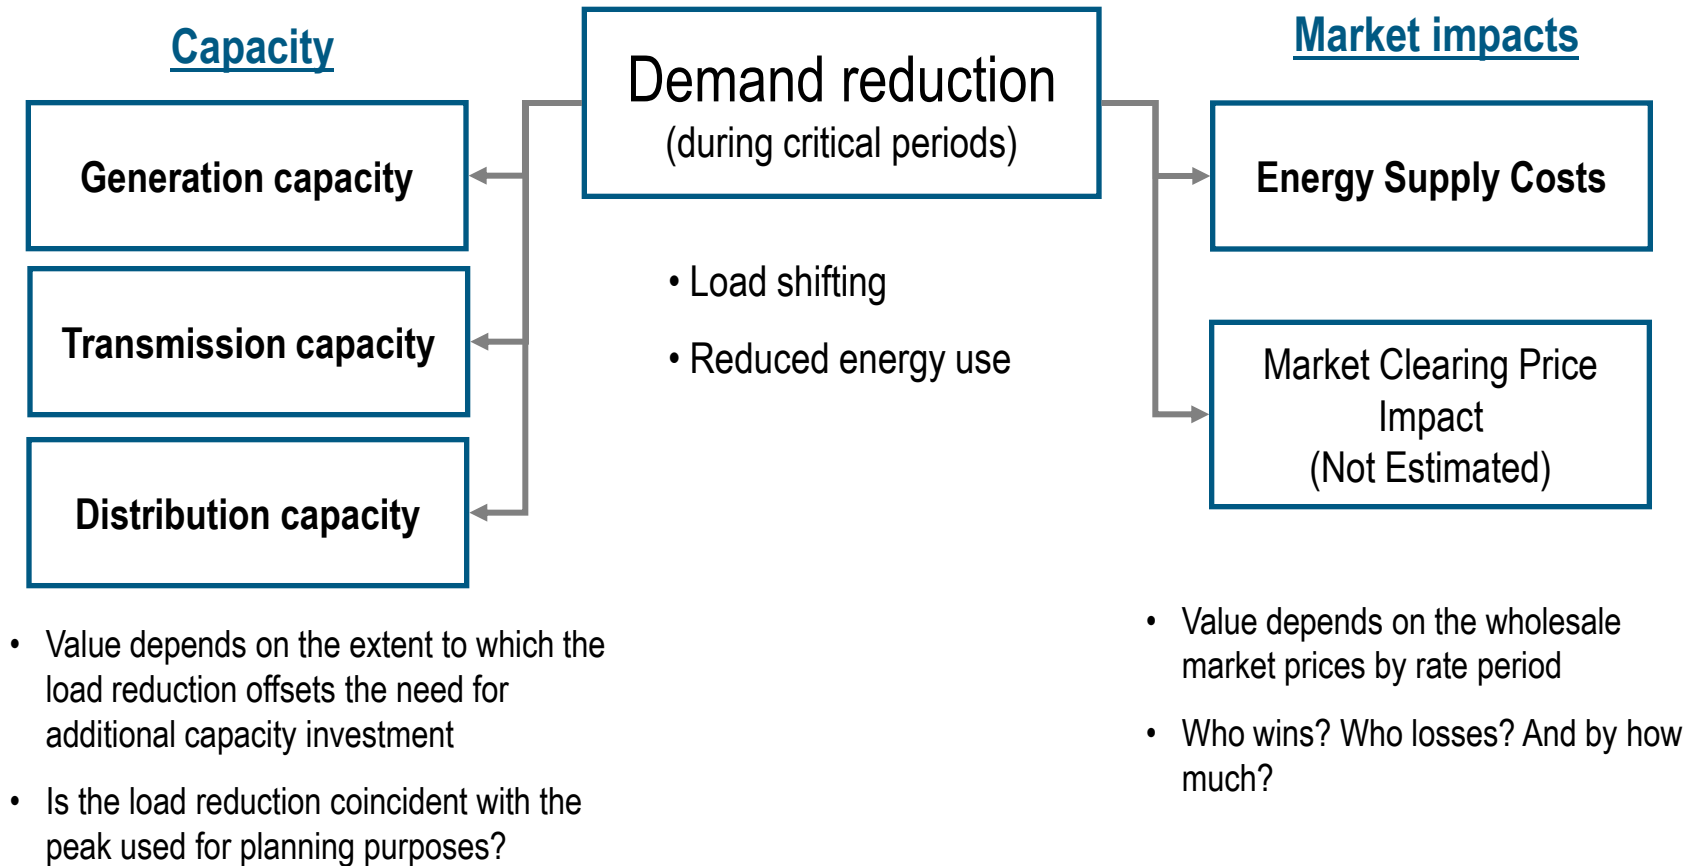 Capacity
Generation capacity
Transmission capacity
Distribution capacity
• Value depends on the extent to which the
load reduction offsets the need for
additional capacity investment
• Is the load reduction coincident with the
peak used for planning purposes?
Demand reduction
(during critical periods)
• Load shifting
• Reduced energy use
Market impacts
Energy Supply Costs
Market Clearing Price
Impact
(Not Estimated)
• Value depends on the wholesale
market prices by rate period
• Who wins? Who losses? And by how
much?